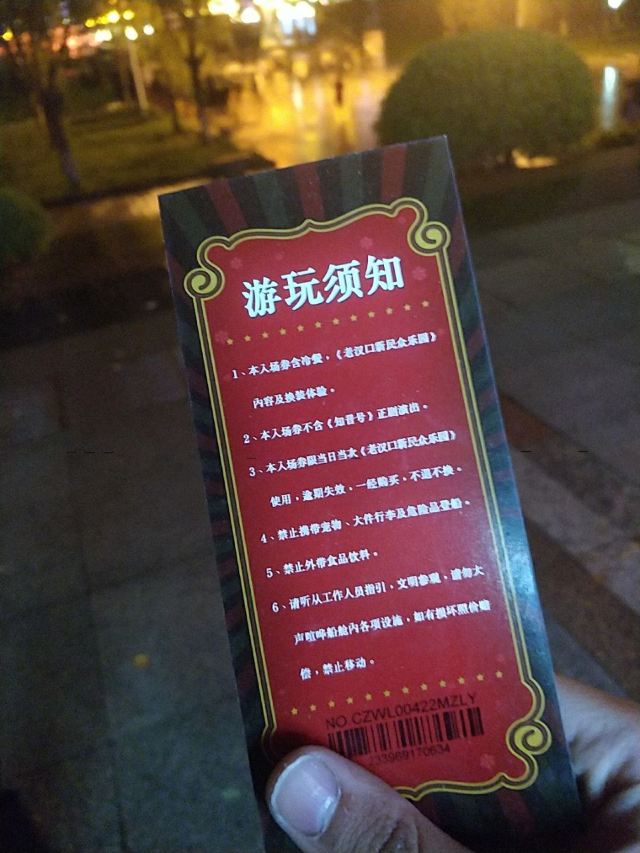 游玩须知
1、本入场券含冷餐，《老汉口新民众乐园》
内容及换装体验。
2、本入场券不含《知音号》正剧演出。
3、本入场券限当日当次《老汉口新民众乐园》
使用，逾期失效，一经购买，不退不换。
4、禁止携带宠物、大件行李及危险品登船。
5、禁止外带食品饮料。
6、请听从工作人员指引，文明参观，请勿大
声喧哗船舱内各项设施，如有损坏照价赔
偿，禁止移动。
NO.CZWL00422MZLY
33969170634